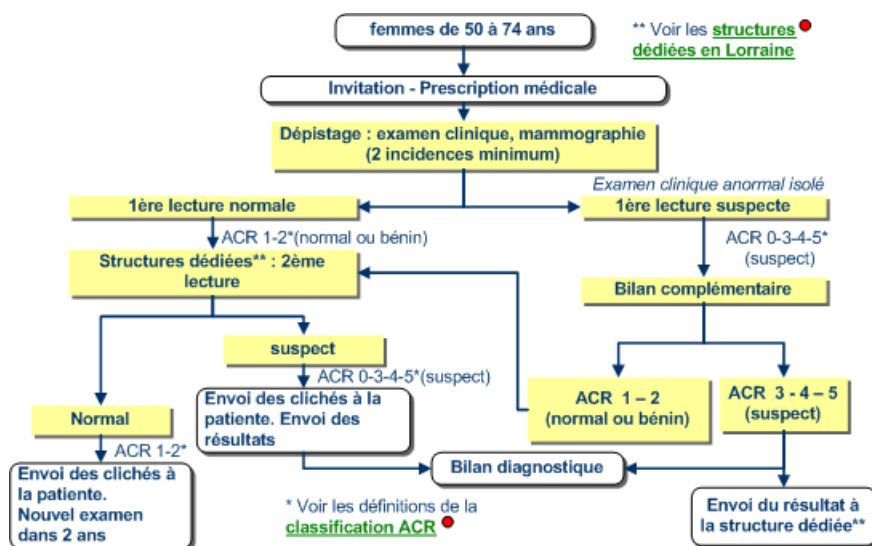 femmes de 50 à 74 ans
** Voir les structures
dédiées en Lorraine
Invitation - Prescription médicale
Dépistage : examen clinique, mammographie
(2 incidences minimum)
Examen clinique anormal isolé
1ère lecture normale
1ère lecture suspecte
ACR 1-2*(normal ou bénin)
ACR 0-3-4-5*
(suspect)
Structures dédiées** : 2ème
lecture
Bilan complémentaire
suspect
ACR 0-3-4-5*(suspect)
ACR 1 – 2
(normal ou bénin)
ACR 3 - 4 – 5
(suspect)
Normal
ACR 1-2*
Envoi des clichés à la
patiente. Envoi des
résultats
Envoi des clichés à
la patiente.
Nouvel examen
dans 2 ans
Bilan diagnostique
* Voir les définitions de la
classification ACR
Envoi du résultat à
la structure dédiée**